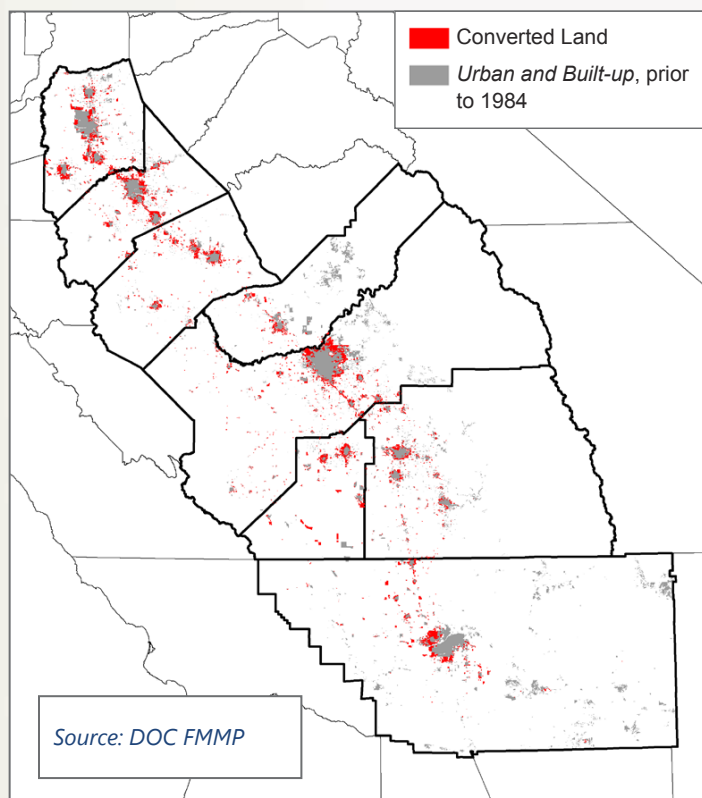 Converted Land
Urban and Built-up, prior
to 1984
Source: DOC FMMP